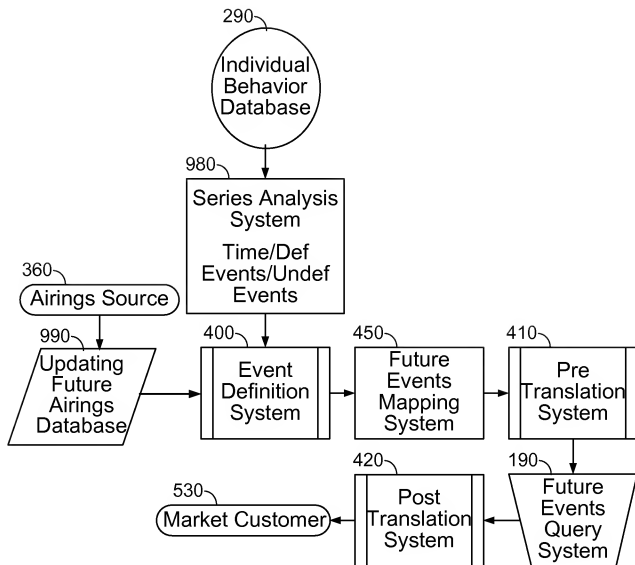 290
Individual
Behavior
Database
980
Series Analysis
System
Time/Def
Events/Undef
Events
360
Airings Source
990
Updating
Future
Airings
Database
400
Event
Definition
System
450
Future
Events
Mapping
System
410
Pre
Translation
System
190
Future
Events
Query
System
420
Post
Translation
System
530
Market Customer